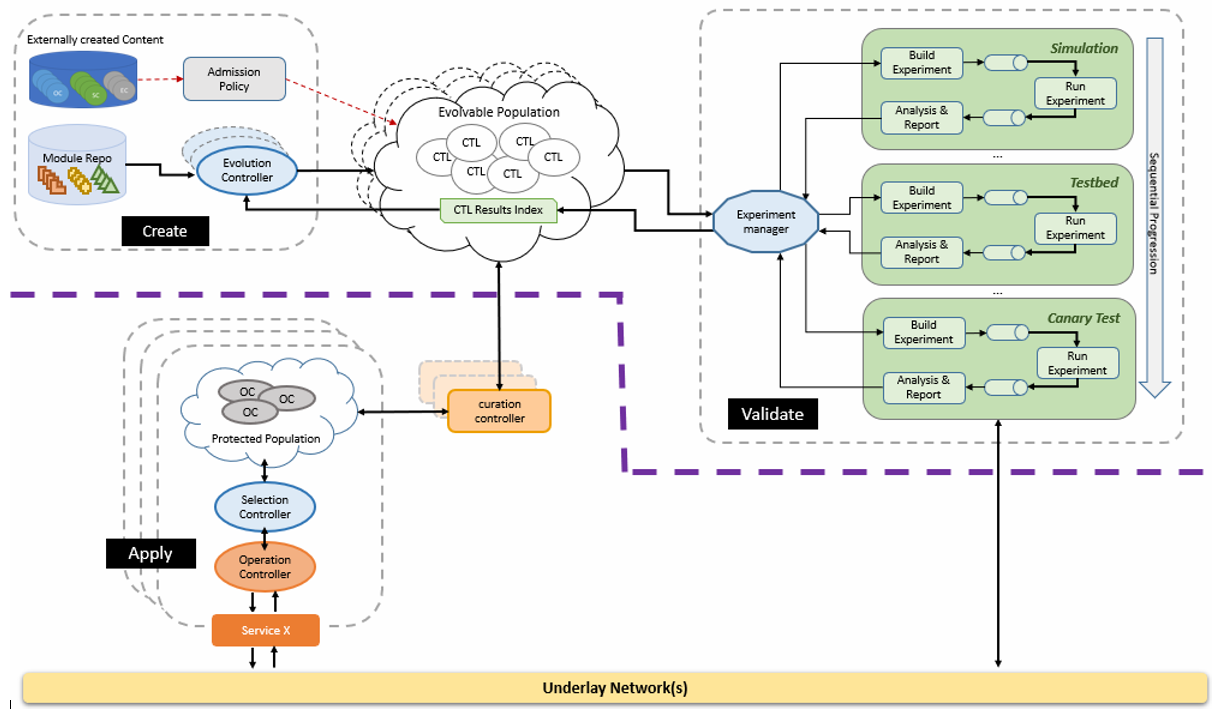 Externally created Content
OC
SC
EC
Admission
Policy
Module Repo
Evolution
Controller
Create
Evolvable Population
CTL
CTL
CTL
CTL
CTL
CTL
CTL Results Index
Experiment
manager
Simulation
Build
Experiment
Run
Experiment
Analysis &
Report
...
Testbed
Build
Experiment
Run
Experiment
Analysis &
Report
...
Canary Test
Build
Experiment
Run
Experiment
Analysis &
Report
Sequential Progression
Validate
curation
controller
OC
OC
OC
Protected Population
Selection
Controller
Apply
Operation
Controller
Service X
Underlay Network(s)